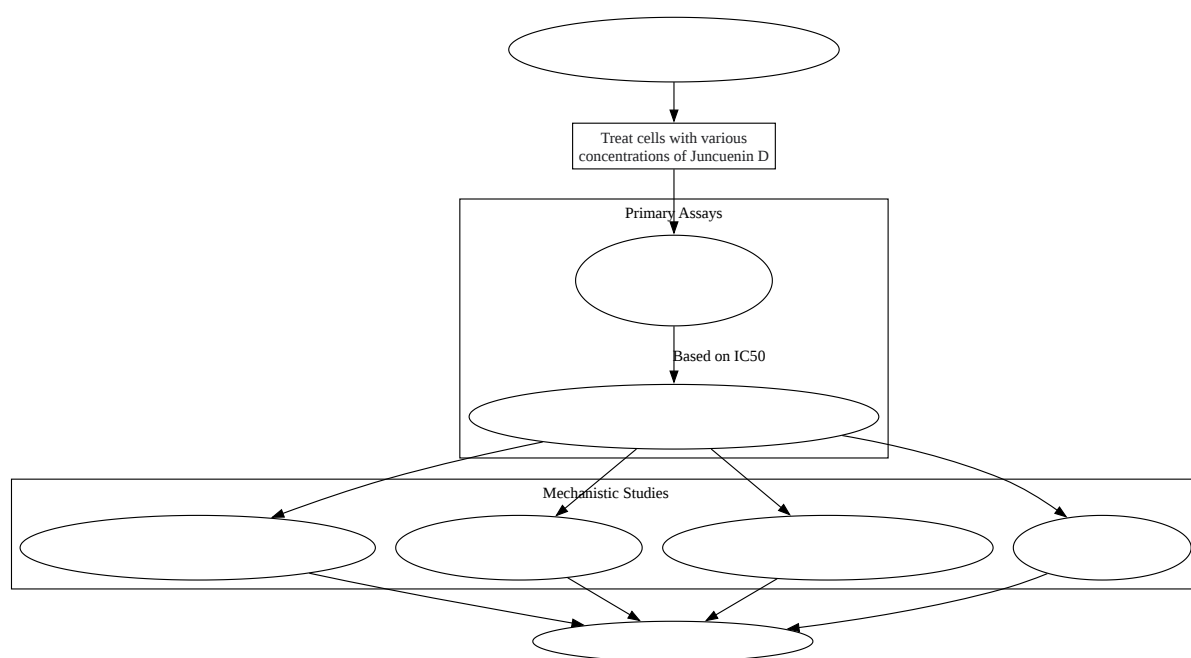 Treat cells with various
concentrations of Juncuenin D
Primary Assays
Based on IC50
Mechanistic Studies